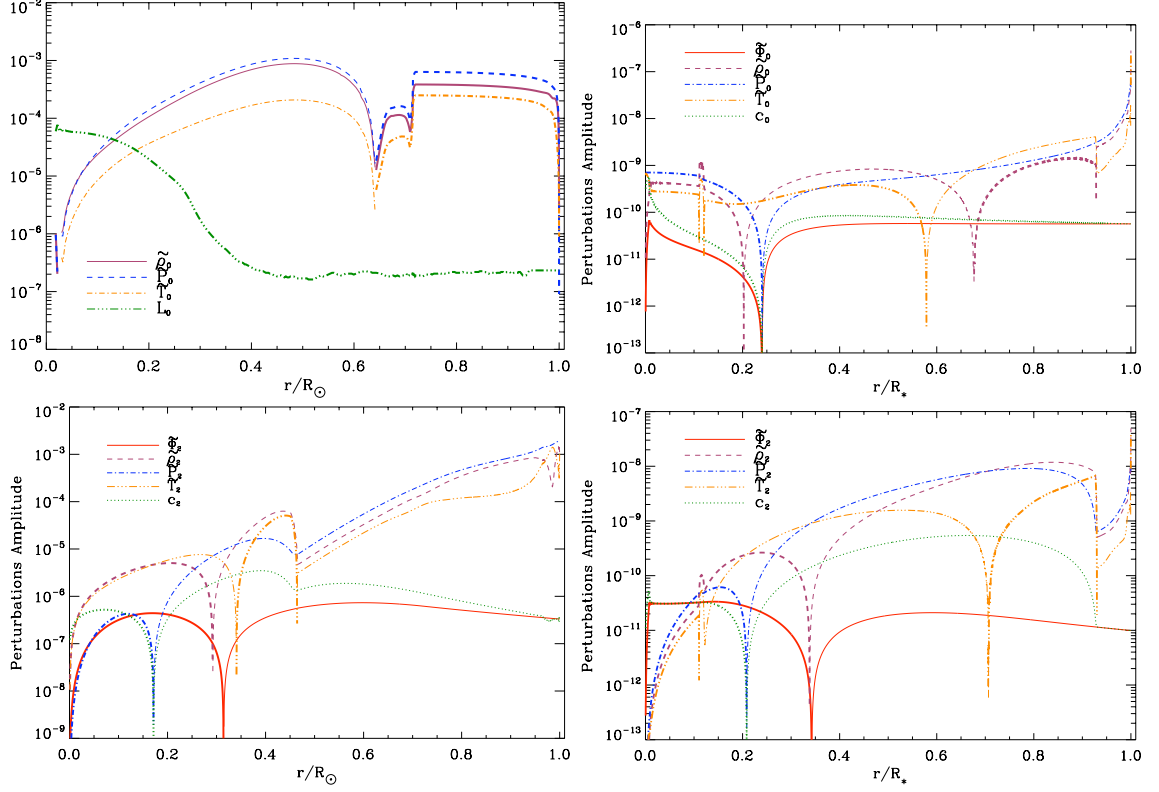 10⁻²
10⁻³
10⁻⁴
10⁻⁵
10⁻⁶
10⁻⁷
10⁻⁸
ρ̃₀
P̃₀
T̃₀
L₀
0.0 0.2 0.4 0.6 0.8 1.0
r/R☉
Perturbations Amplitude
10⁻⁶
10⁻⁷
10⁻⁸
10⁻⁹
10⁻¹⁰
10⁻¹¹
10⁻¹²
10⁻¹³
Φ̃₀
ρ̃₀
P̃₀
T̃₀
c₀
0.0 0.2 0.4 0.6 0.8 1.0
r/R*
Perturbations Amplitude
10⁻²
10⁻³
10⁻⁴
10⁻⁵
10⁻⁶
10⁻⁷
10⁻⁸
10⁻⁹
Φ̃₂
ρ̃₂
P̃₂
T̃₂
c₂
0.0 0.2 0.4 0.6 0.8 1.0
r/R☉
Perturbations Amplitude
10⁻⁷
10⁻⁸
10⁻⁹
10⁻¹⁰
10⁻¹¹
10⁻¹²
10⁻¹³
Φ̃₂
ρ̃₂
P̃₂
T̃₂
c₂
0.0 0.2 0.4 0.6 0.8 1.0
r/R*